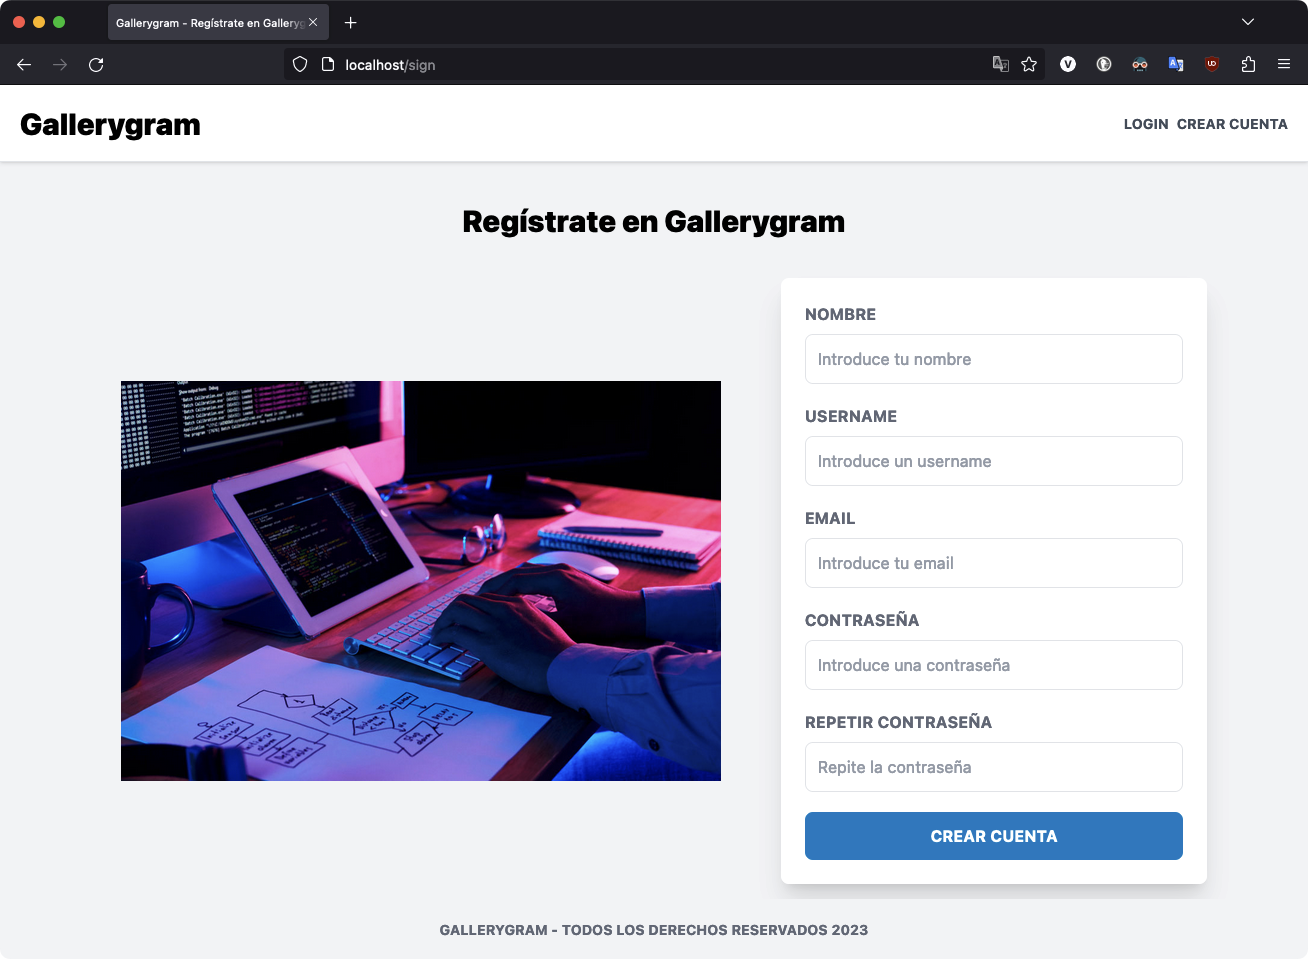 Gallerygram - Regístrate en Gallery
localhost/sign
Gallerygram
LOGIN CREAR CUENTA
Regístrate en Gallerygram
NOMBRE
Introduce tu nombre
USERNAME
Introduce un username
EMAIL
Introduce tu email
CONTRASEÑA
Introduce una contraseña
REPETIR CONTRASEÑA
Repite la contraseña
CREAR CUENTA
GALLERYGRAM - TODOS LOS DERECHOS RESERVADOS 2023